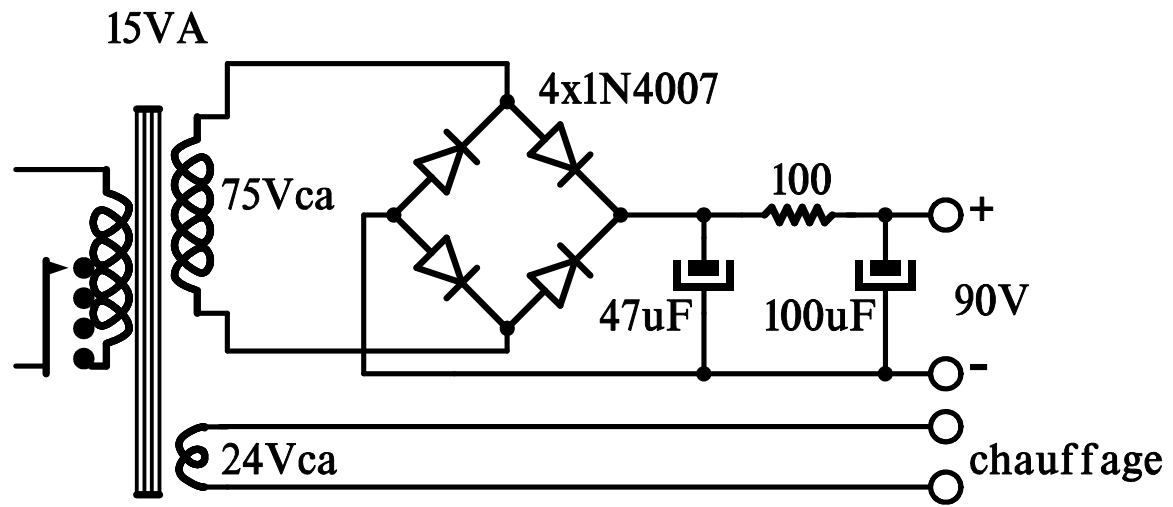 15VA
4x1N4007
75Vca
100
+
47uF
100uF
90V
-
24Vca
chauffage